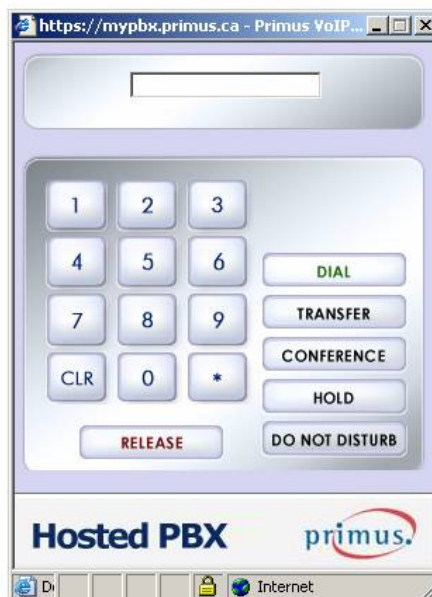 https://mypbx.primus.ca - Primus VoIP...
1 2 3
4 5 6
DIAL
7 8 9
TRANSFER
CONFERENCE
CLR 0 *
HOLD
RELEASE
DO NOT DISTURB
Hosted PBX
primus.
Internet